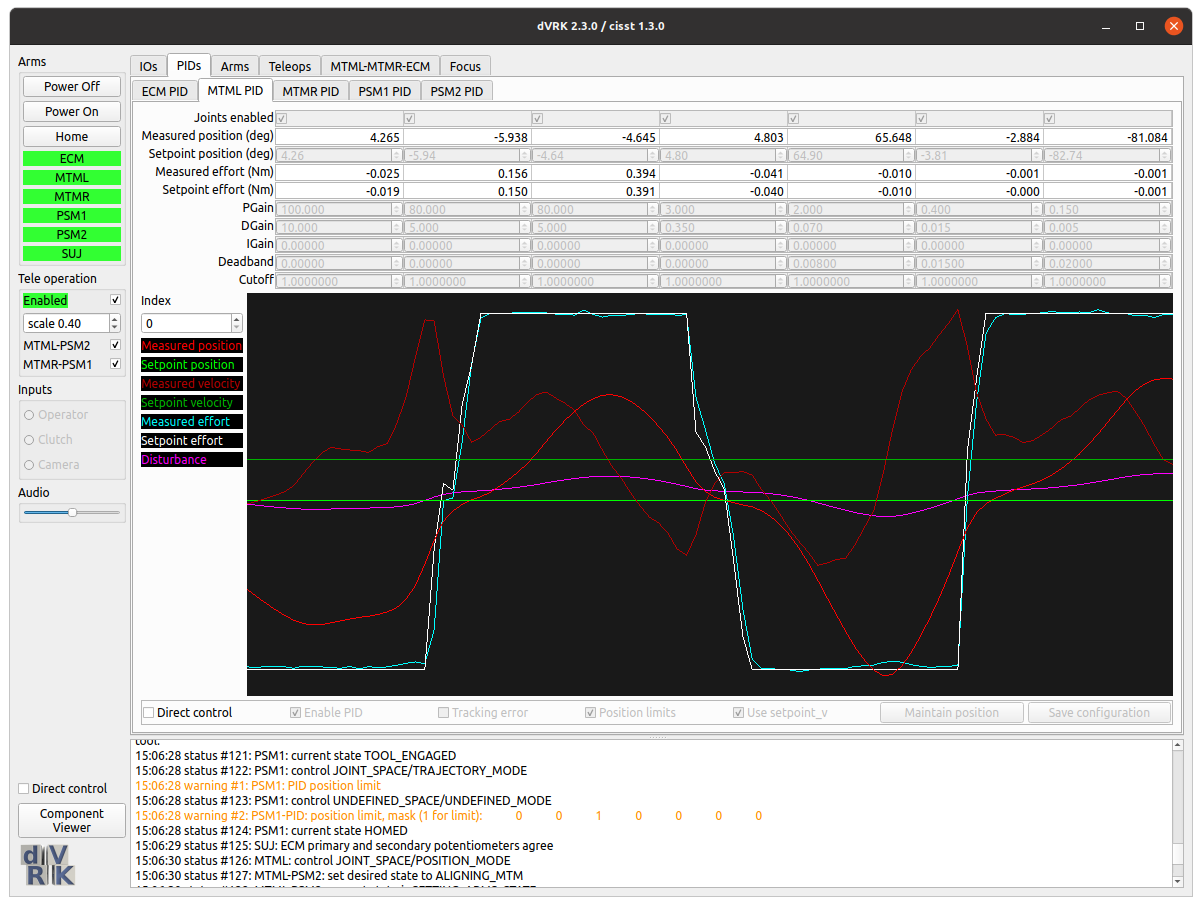 dVRK 2.3.0 / cisst 1.3.0
Arms
Power Off
Power On
Home
ECM
MTML
MTMR
PSM1
PSM2
SUJ
Tele operation
Enabled
scale 0.40
MTML-PSM2
MTMR-PSM1
Inputs
Operator
Clutch
Camera
Audio
Direct control
Component Viewer
dVRK
IOs PIDs Arms Teleops MTML-MTMR-ECM Focus
ECM PID MTML PID MTMR PID PSM1 PID PSM2 PID
Joints enabled
Measured position (deg) 4.265 -5.938 -4.645 4.803 65.648 -2.884 -81.084
Setpoint position (deg) 4.26 -5.94 -4.64 4.80 64.90 -3.81 -82.74
Measured effort (Nm) -0.025 0.156 0.394 -0.041 -0.010 -0.001 -0.001
Setpoint effort (Nm) -0.019 0.150 0.391 -0.040 -0.010 -0.000 -0.001
PGain 100.000 80.000 80.000 3.000 2.000 0.400 0.150
DGain 10.000 5.000 5.000 0.350 0.070 0.015 0.005
IGain 0.00000 0.00000 0.00000 0.00000 0.00000 0.00000 0.00000
Deadband 0.00000 0.00000 0.00000 0.00000 0.00800 0.01500 0.02000
Cutoff 1.0000000 1.0000000 1.0000000 1.0000000 1.0000000 1.0000000 1.0000000
Index
0
Measured position
Setpoint position
Measured velocity
Setpoint velocity
Measured effort
Setpoint effort
Disturbance
Direct control Enable PID Tracking error Position limits Use setpoint_v Maintain position Save configuration
tool.
15:06:28 status #121: PSM1: current state TOOL_ENGAGED
15:06:28 status #122: PSM1: control JOINT_SPACE/TRAJECTORY_MODE
15:06:28 warning #1: PSM1: PID position limit
15:06:28 status #123: PSM1: control UNDEFINED_SPACE/UNDEFINED_MODE
15:06:28 warning #2: PSM1-PID: position limit, mask (1 for limit): 0 0 1 0 0 0 0
15:06:28 status #124: PSM1: current state HOMED
15:06:29 status #125: SUJ: ECM primary and secondary potentiometers agree
15:06:30 status #126: MTML: control JOINT_SPACE/POSITION_MODE
15:06:30 status #127: MTML-PSM2: set desired state to ALIGNING_MTM